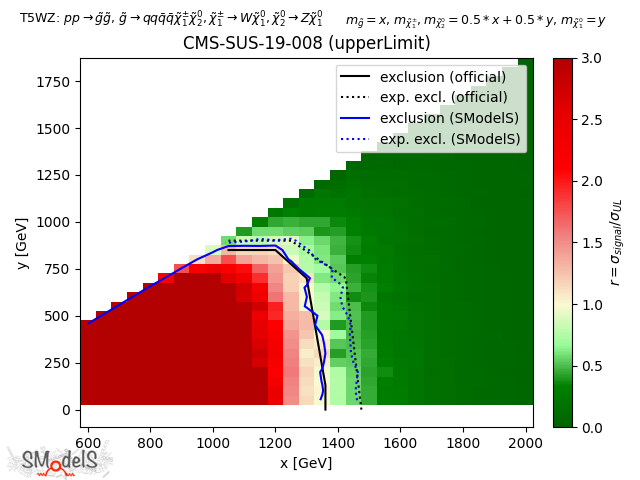 T5WZ: pp→g̃g̃, g̃→qqq̄q̄χ̃₁^±χ̃₂⁰, χ̃₁^±→Wχ̃₁⁰, χ̃₂⁰→Zχ̃₁⁰ m_g̃=x, m_χ̃₁^±, m_χ̃₂⁰=0.5*x+0.5*y, m_χ̃₁⁰=y
CMS-SUS-19-008 (upperLimit)
exclusion (official)
exp. excl. (official)
exclusion (SModelS)
exp. excl. (SModelS)
y [GeV]
1750
1500
1250
1000
750
500
250
0
600 800 1000 1200 1400 1600 1800 2000
x [GeV]
3.0
2.5
2.0
1.5
1.0
0.5
0.0
r = σ_signal/σ_UL
SModelS